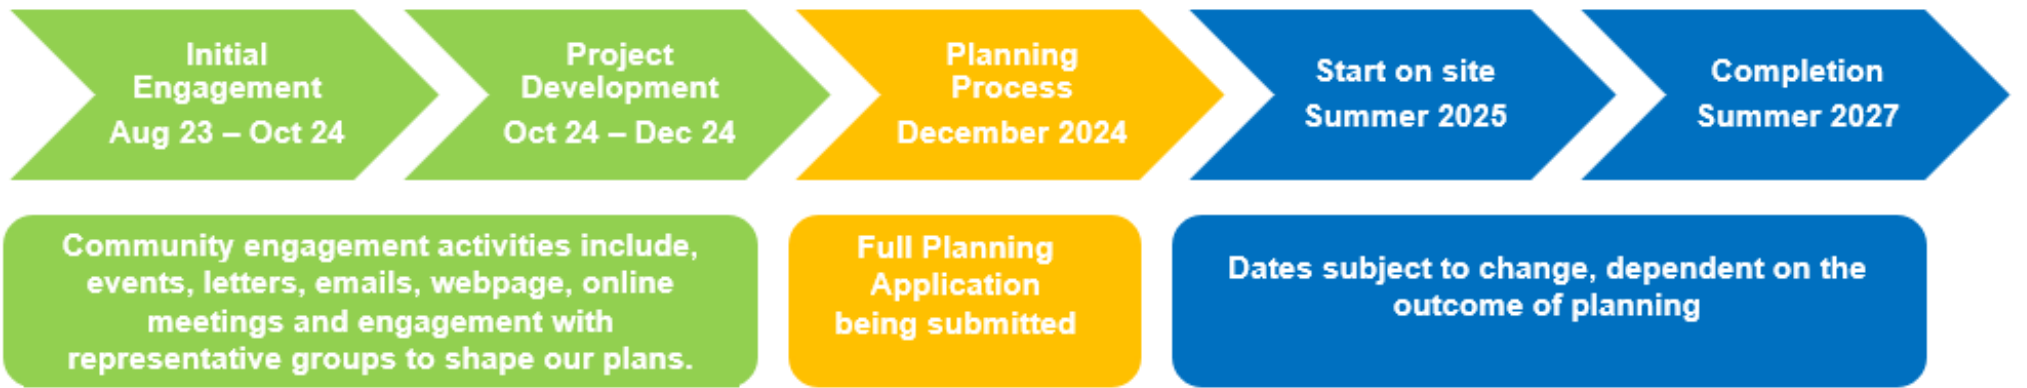 Initial
Engagement
Aug 23 – Oct 24
Project
Development
Oct 24 – Dec 24
Planning
Process
December 2024
Start on site
Summer 2025
Completion
Summer 2027
Community engagement activities include,
events, letters, emails, webpage, online
meetings and engagement with
representative groups to shape our plans.
Full Planning
Application
being submitted
Dates subject to change, dependent on the
outcome of planning